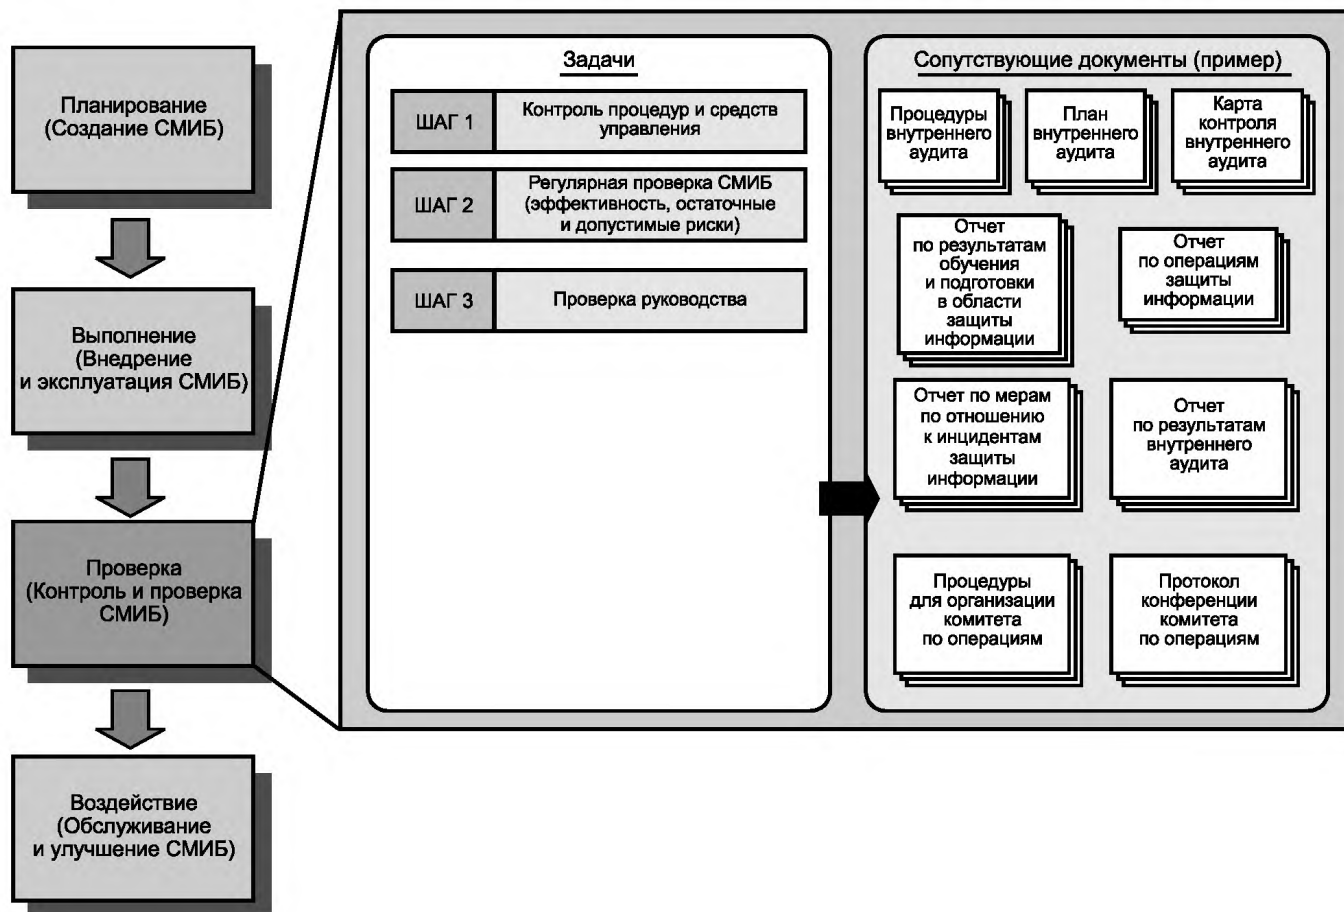 Планирование
(Создание СМИБ)
Выполнение
(Внедрение
и эксплуатация СМИБ)
Проверка
(Контроль и проверка
СМИБ)
Воздействие
(Обслуживание
и улучшение СМИБ)
Задачи
ШАГ 1
Контроль процедур и средств
управления
ШАГ 2
Регулярная проверка СМИБ
(эффективность, остаточные
и допустимые риски)
ШАГ 3
Проверка руководства
Сопутствующие документы (пример)
Процедуры
внутреннего
аудита
План
внутреннего
аудита
Карта
контроля
внутреннего
аудита
Отчет
по результатам
обучения
и подготовки
в области
защиты
информации
Отчет
по операциям
защиты
информации
Отчет по мерам
по отношению
к инцидентам
защиты
информации
Отчет
по результатам
внутреннего
аудита
Процедуры
для организации
комитета
по операциям
Протокол
конференции
комитета
по операциям